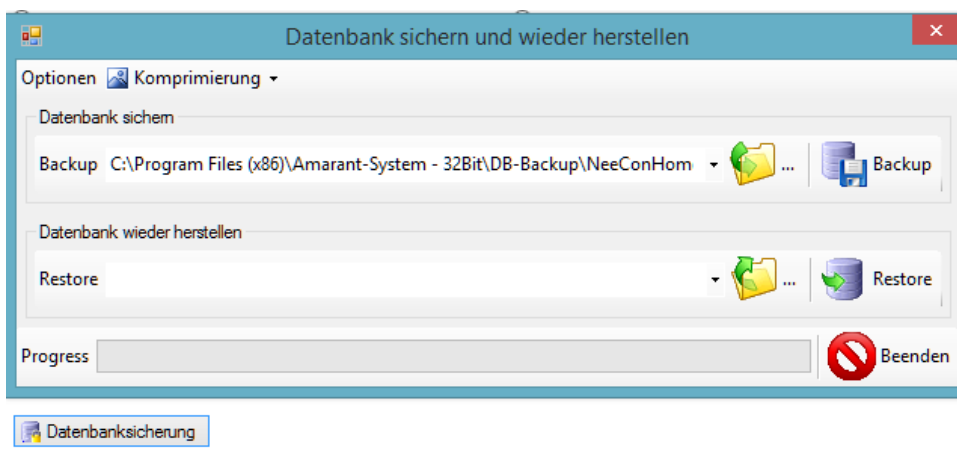 Datenbank sichern und wieder herstellen
Optionen Komprimierung
Datenbank sichern
Backup C:\Program Files (x86)\Amarant-System - 32Bit\DB-Backup\NeeConHom ... Backup
Datenbank wieder herstellen
Restore ... Restore
Progress Beenden
Datenbanksicherung